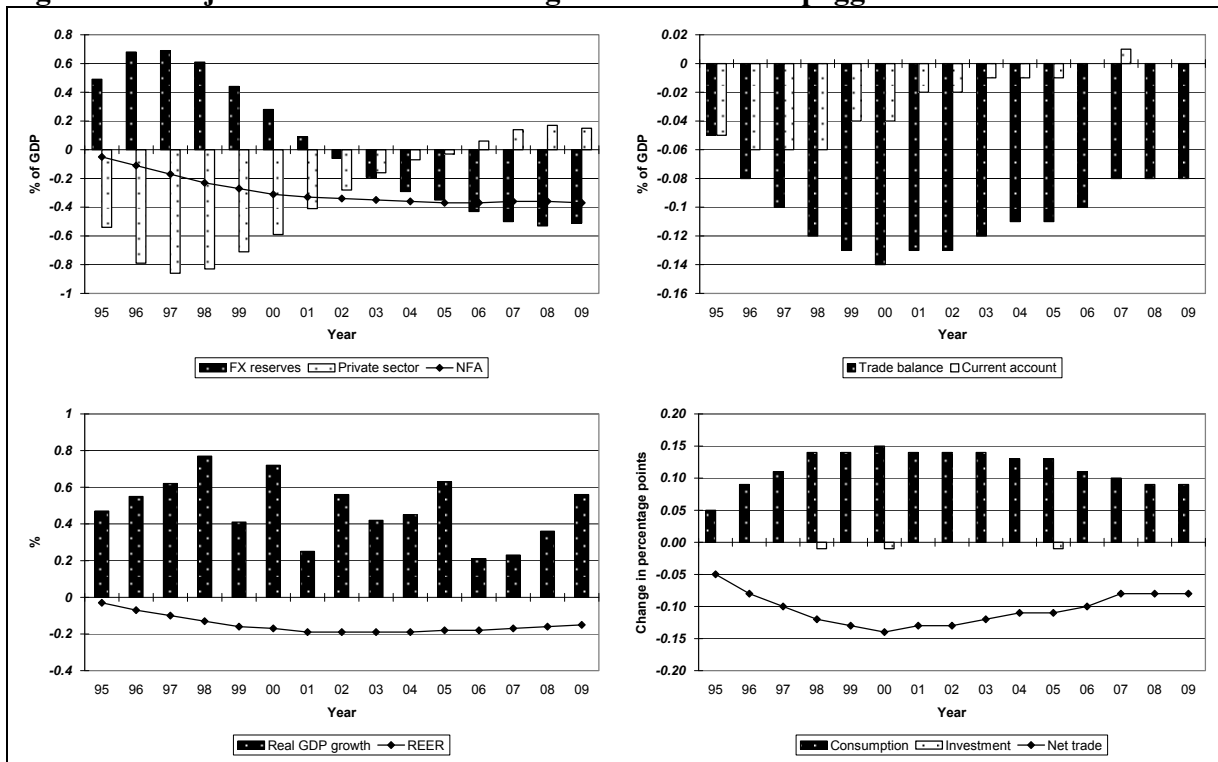 0.8
0.6
0.4
0.2
0
-0.2
-0.4
-0.6
-0.8
-1
% of GDP
95 96 97 98 99 00 01 02 03 04 05 06 07 08 09
Year
FX reserves Private sector NFA
0.02
0
-0.02
-0.04
-0.06
-0.08
-0.1
-0.12
-0.14
-0.16
% of GDP
95 96 97 98 99 00 01 02 03 04 05 06 07 08 09
Year
Trade balance Current account
1
0.8
0.6
0.4
0.2
0
-0.2
-0.4
%
95 96 97 98 99 00 01 02 03 04 05 06 07 08 09
Year
Real GDP growth REER
0.20
0.15
0.10
0.05
0.00
-0.05
-0.10
-0.15
-0.20
Change in percentage points
95 96 97 98 99 00 01 02 03 04 05 06 07 08 09
Year
Consumption Investment Net trade